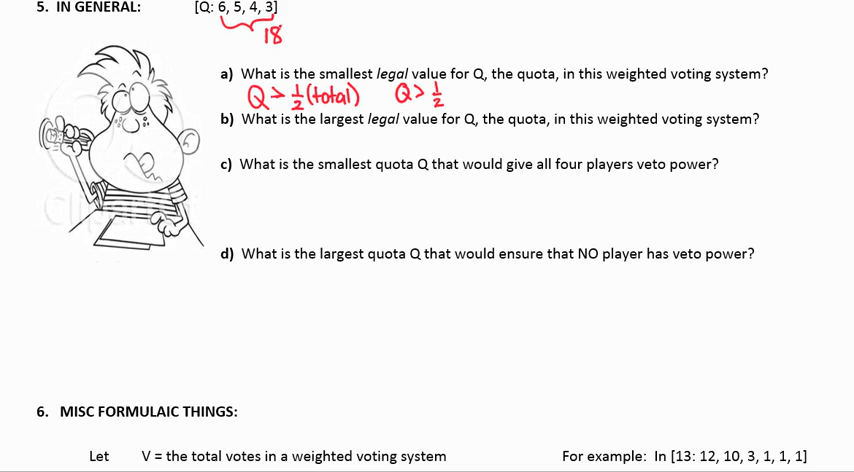 5. IN GENERAL: [Q: 6, 5, 4, 3]
18
a) What is the smallest legal value for Q, the quota, in this weighted voting system?
Q > 1/2 (total) Q > 1/2
b) What is the largest legal value for Q, the quota, in this weighted voting system?
c) What is the smallest quota Q that would give all four players veto power?
d) What is the largest quota Q that would ensure that NO player has veto power?
6. MISC FORMULAIC THINGS:
Let V = the total votes in a weighted voting system For example: In [13: 12, 10, 3, 1, 1, 1]